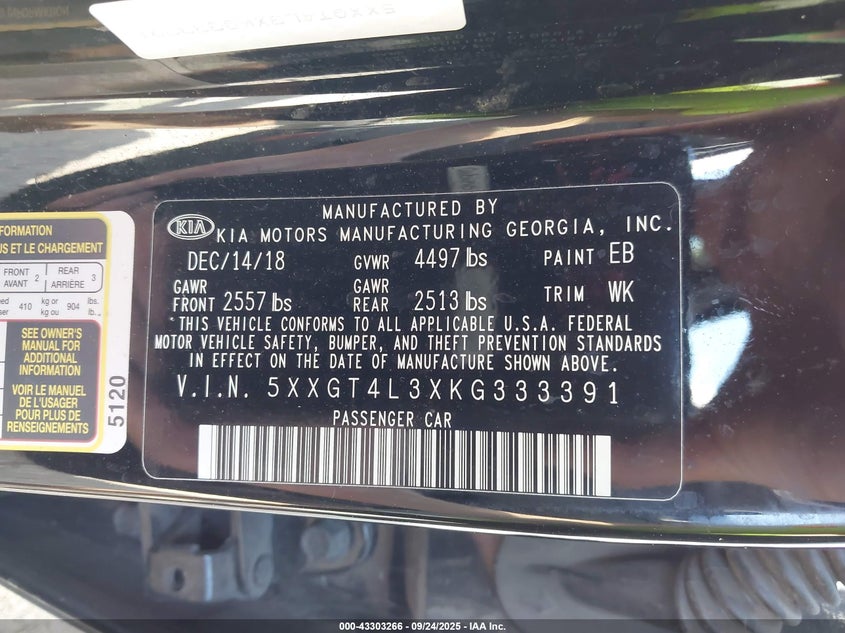 MANUFACTURED BY
KIA
KIA MOTORS MANUFACTURING GEORGIA, INC.
DEC/14/18 GVWR 4497 lbs PAINT EB
GAWR FRONT 2557 lbs GAWR REAR 2513 lbs TRIM WK
*THIS VEHICLE CONFORMS TO ALL APPLICABLE U.S.A. FEDERAL
MOTOR VEHICLE SAFETY, BUMPER, AND THEFT PREVENTION STANDARDS
IN EFFECT ON THE DATE OF MANUFACTURE SHOWN ABOVE.
V.I.N. 5XXGT4L3XKG333391
PASSENGER CAR
US ET LE CHARGEMENT
FRONT AVANT 2 REAR ARRIÈRE 3
410 kg or kg ou 904 lbs. lb.
SEE OWNER'S
MANUAL FOR
ADDITIONAL
INFORMATION
VOIR LE MANUEL
DE L'USAGER
POUR PLUS DE
RENSEIGNEMENTS
5120
000-43303266 - 09/24/2025 - IAA Inc.